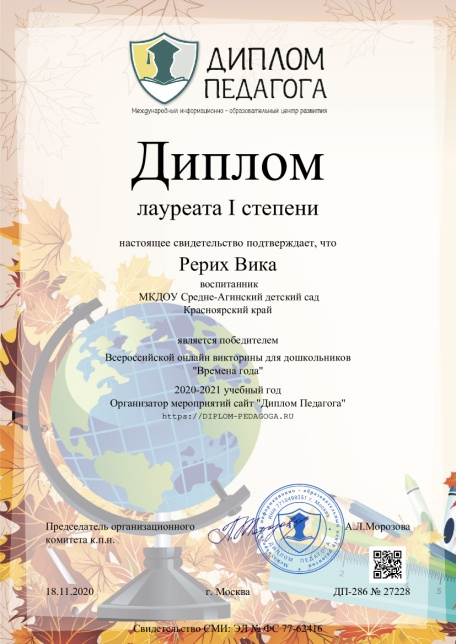 ДИПЛОМ
ПЕДАГОГА
Международный информационно - образовательный центр развития
Диплом
лауреата I степени
настоящее свидетельство подтверждает, что
Рерих Вика
воспитанник
МКДОУ Средне-Агинский детский сад
Красноярский край
является победителем
Всероссийской онлайн викторины для дошкольников
"Времена года"
2020-2021 учебный год
Организатор мероприятий сайт "Диплом Педагога"
https://DIPLOM-PEDAGOGA.RU
Председатель организационного
комитета к.п.н.
А.Л.Морозова
ДИПЛОМ ПЕДАГОГА
18.11.2020
г. Москва
ДП-286 № 27228
Свидетельство СМИ: ЭЛ № ФС 77-62416